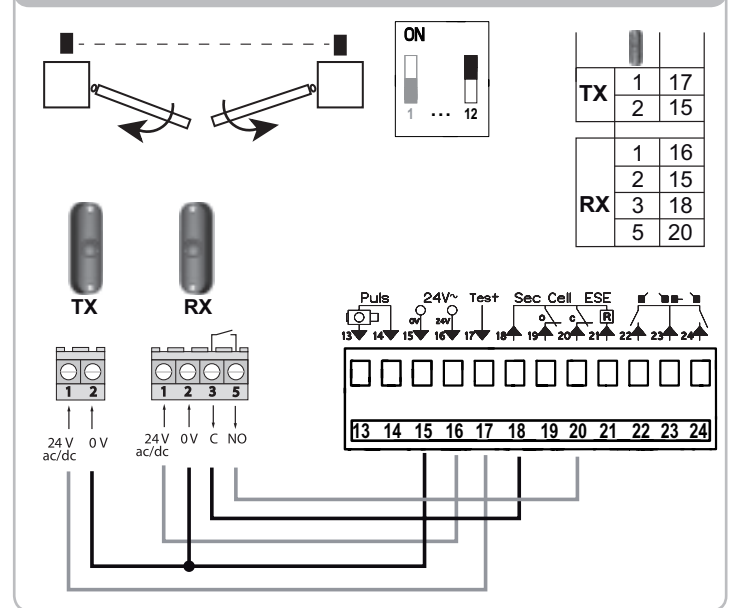 ON
1 ... 12
TX 1 17
2 15
RX 1 16
2 15
3 18
5 20
TX RX
Puls 24V~ Test Sec Cell ESE
0V 24V o c R
13 14 15 16 17 18 19 20 21 22 23 24
1 2 1 2 3 5
13 14 15 16 17 18 19 20 21 22 23 24
24 V ac/dc 0 V 24 V ac/dc 0 V C NO